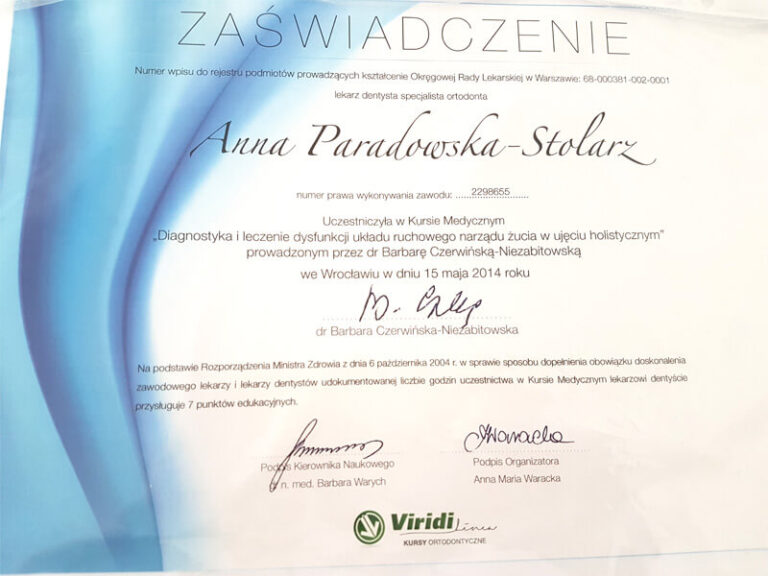 ZAŚWIADCZENIE
Numer wpisu do rejestru podmiotów prowadzących kształcenie Okręgowej Rady Lekarskiej w Warszawie: 68-000381-002-0001
lekarz dentysta specjalista ortodonta
Anna Paradowska-Stolarz
numer prawa wykonywania zawodu: ......2298655......
Uczestniczyła w Kursie Medycznym
„Diagnostyka i leczenie dysfunkcji układu ruchowego narządu żucia w ujęciu holistycznym”
prowadzonym przez dr Barbarę Czerwińską-Niezabitowską
we Wrocławiu w dniu 15 maja 2014 roku
dr Barbara Czerwińska-Niezabitowska
Na podstawie Rozporządzenia Ministra Zdrowia z dnia 6 października 2004 r. w sprawie sposobu dopełnienia obowiązku doskonalenia
zawodowego lekarzy i lekarzy dentystów udokumentowanej liczbie godzin uczestnictwa w Kursie Medycznym lekarzowi dentyście
przysługuje 7 punktów edukacyjnych.
Podpis Kierownika Naukowego
dr n. med. Barbara Warych
AWaracka
Podpis Organizatora
Anna Maria Waracka
Viridi Linea
KURSY ORTODONTYCZNE